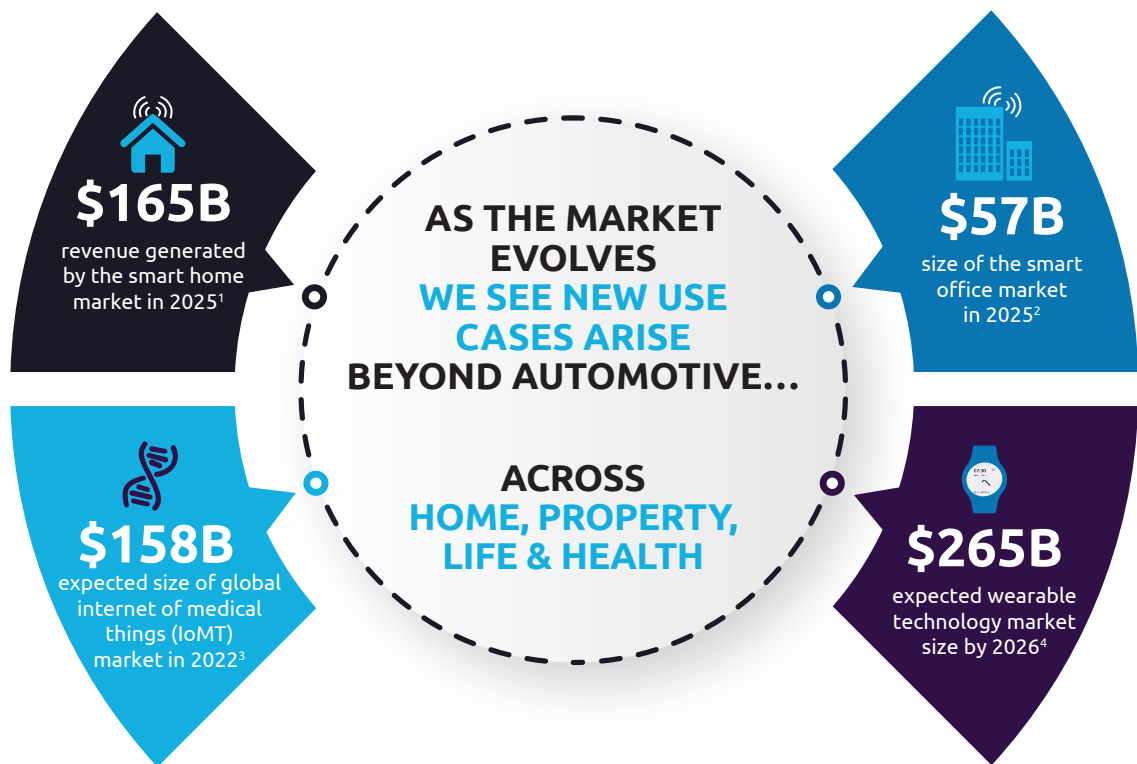 $165B
revenue generated
by the smart home
market in 2025¹
$57B
size of the smart
office market
in 2025²
AS THE MARKET
EVOLVES
WE SEE NEW USE
CASES ARISE
BEYOND AUTOMOTIVE...
ACROSS
HOME, PROPERTY,
LIFE & HEALTH
$158B
expected size of global
internet of medical
things (IoMT)
market in 2022³
$265B
expected wearable
technology market
size by 2026⁴